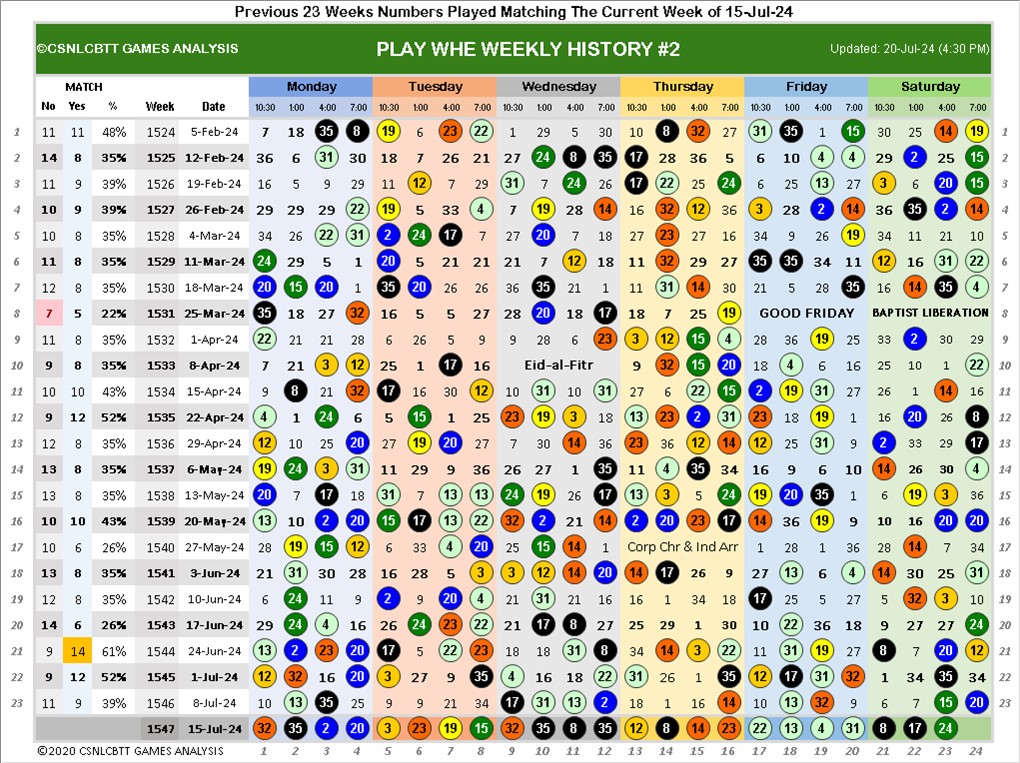 Previous 23 Weeks Numbers Played Matching The Current Week of 15-Jul-24
©CSNLCBTT GAMES ANALYSIS PLAY WHE WEEKLY HISTORY #2 Updated: 20-Jul-24 (4:30 PM)
MATCH Monday Tuesday Wednesday Thursday Friday Saturday
No Yes % Week Date 10:30 1:00 4:00 7:00 10:30 1:00 4:00 7:00 10:30 1:00 4:00 7:00 10:30 1:00 4:00 7:00 10:30 1:00 4:00 7:00 10:30 1:00 4:00 7:00
1 11 11 48% 1524 5-Feb-24 7 18 35 8 19 6 23 22 1 29 5 30 10 8 32 27 31 35 1 15 30 25 14 19 1
2 14 8 35% 1525 12-Feb-24 36 6 31 30 18 7 26 21 27 24 8 35 17 28 36 5 6 10 4 4 29 2 25 15 2
3 11 9 39% 1526 19-Feb-24 16 5 9 29 11 12 7 29 31 7 24 26 17 22 25 24 6 25 13 27 3 6 20 15 3
4 10 9 39% 1527 26-Feb-24 29 29 29 22 19 5 33 4 7 19 28 14 16 32 12 36 3 28 2 14 36 35 2 14 4
5 10 8 35% 1528 4-Mar-24 34 26 22 31 2 24 17 7 27 20 7 18 27 23 27 16 34 9 26 19 34 11 21 10 5
6 11 8 35% 1529 11-Mar-24 24 29 5 1 20 5 21 21 21 7 12 18 11 32 29 27 35 35 34 11 12 16 31 22 6
7 12 8 35% 1530 18-Mar-24 20 15 20 1 35 20 26 26 36 35 21 1 11 31 14 30 21 5 28 35 16 14 35 4 7
8 7 5 22% 1531 25-Mar-24 35 18 27 32 16 5 5 27 28 20 18 17 18 7 25 19 GOOD FRIDAY BAPTIST LIBERATION 8
9 11 8 35% 1532 1-Apr-24 22 21 21 28 6 26 5 9 9 28 6 23 3 12 15 4 28 36 19 25 33 2 30 29 9
10 9 8 35% 1533 8-Apr-24 7 21 3 12 25 1 17 16 Eid-al-Fitr 9 32 15 20 18 4 6 16 25 10 1 22 10
11 10 10 43% 1534 15-Apr-24 9 8 21 32 17 16 30 12 10 31 10 31 27 6 22 15 2 19 31 27 26 1 14 16 11
12 9 12 52% 1535 22-Apr-24 4 1 24 6 5 15 1 25 23 19 3 18 13 23 2 31 23 18 19 1 16 20 26 8 12
13 12 8 35% 1536 29-Apr-24 12 10 25 20 27 19 20 27 7 30 14 36 23 36 12 14 12 25 31 9 2 33 29 17 13
14 13 8 35% 1537 6-May-24 19 24 3 31 11 29 9 36 26 27 1 35 11 4 35 34 16 9 6 10 14 26 30 4 14
15 13 8 35% 1538 13-May-24 20 7 17 18 31 7 13 13 24 19 26 17 15 3 5 24 19 20 35 1 6 19 3 36 15
16 10 10 43% 1539 20-May-24 13 10 2 20 15 17 13 22 32 2 21 14 2 20 23 17 14 36 19 9 10 16 20 20 16
17 10 6 26% 1540 27-May-24 28 19 15 12 6 33 4 20 25 15 14 1 Corp Chr & Ind Arr 1 28 1 36 28 14 7 34 17
18 13 8 35% 1541 3-Jun-24 21 31 30 28 16 28 5 3 3 12 14 20 14 17 26 9 27 13 6 4 14 30 25 31 18
19 12 8 35% 1542 10-Jun-24 6 24 11 9 2 9 20 4 21 31 21 9 16 1 34 18 17 25 5 27 5 32 3 10 19
20 14 6 26% 1543 17-Jun-24 29 24 4 16 26 24 23 22 21 17 8 27 25 29 1 30 10 22 36 18 9 27 27 24 20
21 9 14 61% 1544 24-Jun-24 13 2 23 20 17 5 22 23 18 18 31 8 34 14 3 22 11 31 19 21 8 7 20 12 21
22 9 12 52% 1545 1-Jul-24 12 32 16 20 3 27 9 35 4 16 18 22 31 26 1 35 12 17 31 32 1 34 35 34 22
23 11 9 39% 1546 8-Jul-24 10 13 35 5 9 9 21 34 17 31 13 2 18 1 16 14 18 13 32 9 6 7 15 20 23
1547 15-Jul-24 32 35 2 20 3 23 19 15 32 35 8 35 12 8 14 23 22 13 4 31 8 17 24
©2020 CSNLCBTT GAMES ANALYSIS 1 2 3 4 5 6 7 8 9 10 11 12 13 14 15 16 17 18 19 20 21 22 23 24